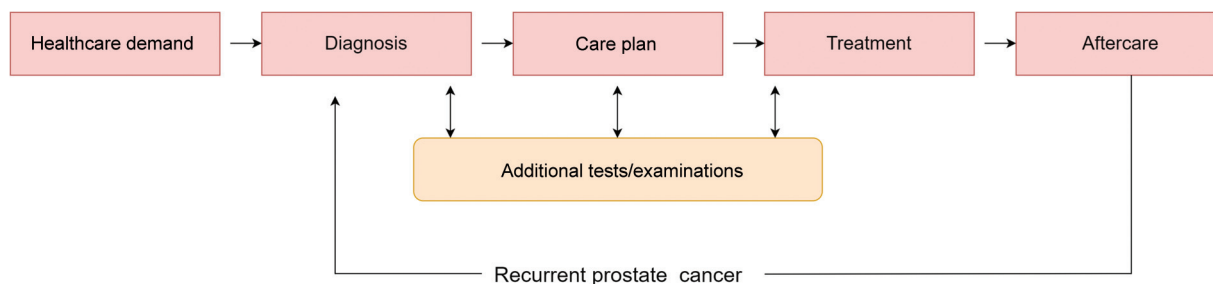 Healthcare demand
Diagnosis
Care plan
Treatment
Aftercare
Additional tests/examinations
Recurrent prostate cancer